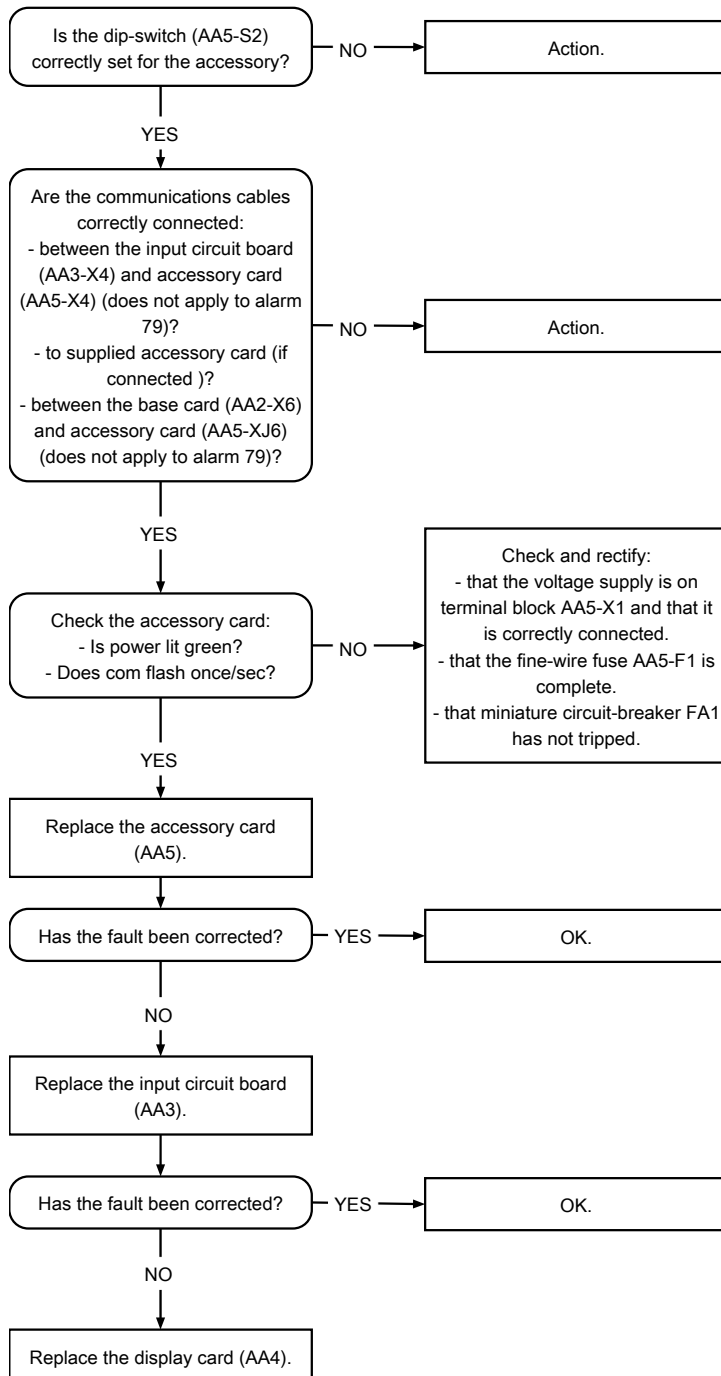 Is the dip-switch (AA5-S2)
correctly set for the accessory?
NO
Action.
YES
Are the communications cables
correctly connected:
- between the input circuit board
(AA3-X4) and accessory card
(AA5-X4) (does not apply to alarm
79)?
- to supplied accessory card (if
connected )?
- between the base card (AA2-X6)
and accessory card (AA5-XJ6)
(does not apply to alarm 79)?
NO
Action.
YES
Check the accessory card:
- Is power lit green?
- Does com flash once/sec?
NO
Check and rectify:
- that the voltage supply is on
terminal block AA5-X1 and that it
is correctly connected.
- that the fine-wire fuse AA5-F1 is
complete.
- that miniature circuit-breaker FA1
has not tripped.
YES
Replace the accessory card
(AA5).
Has the fault been corrected?
YES
OK.
NO
Replace the input circuit board
(AA3).
Has the fault been corrected?
YES
OK.
NO
Replace the display card (AA4).